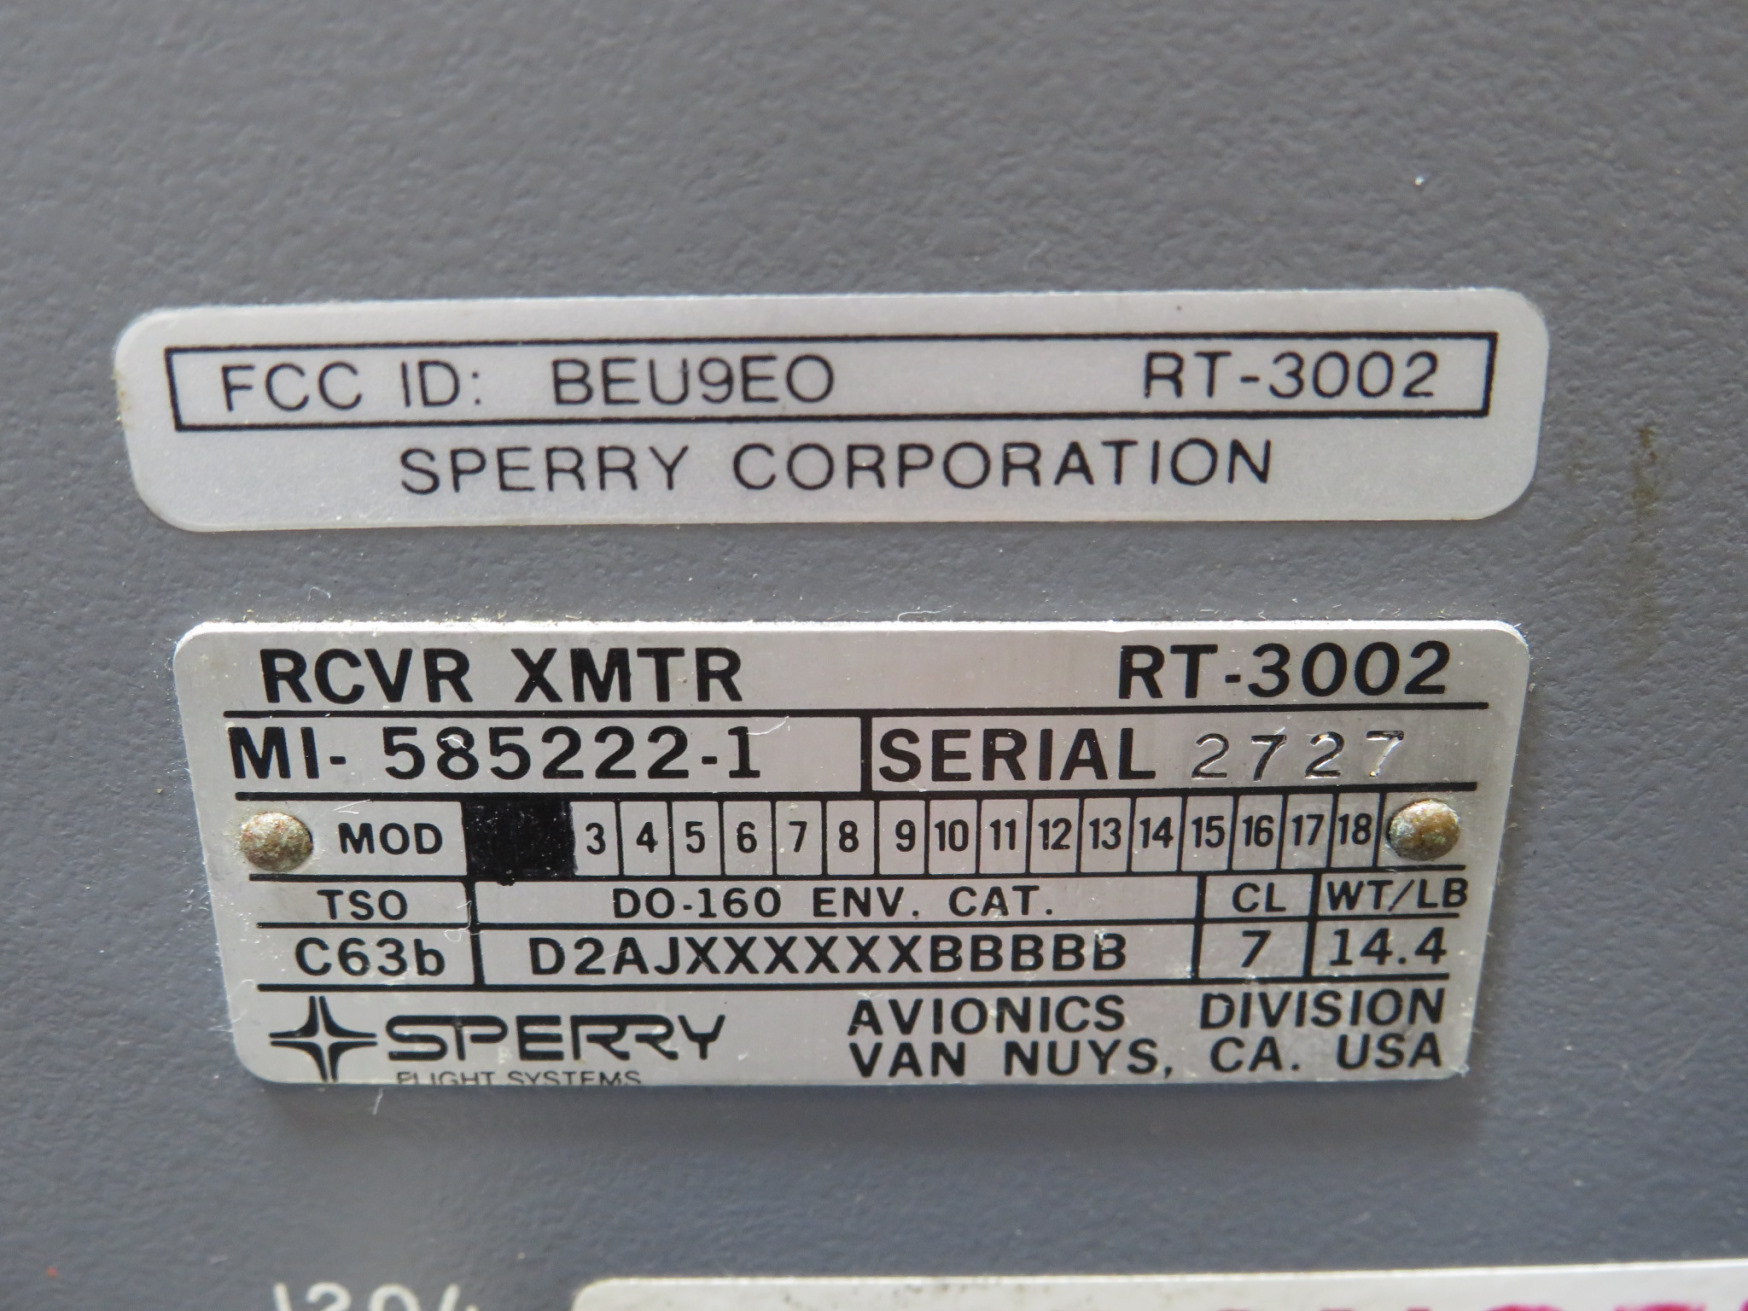 FCC ID: BEU9EO RT-3002
SPERRY CORPORATION
RCVR XMTR RT-3002
MI- 585222-1 SERIAL 2727
MOD 3 4 5 6 7 8 9 10 11 12 13 14 15 16 17 18
TSO DO-160 ENV. CAT. CL WT/LB
C63b D2AJXXXXXXBBBBB 7 14.4
SPERRY AVIONICS DIVISION
FLIGHT SYSTEMS VAN NUYS, CA. USA